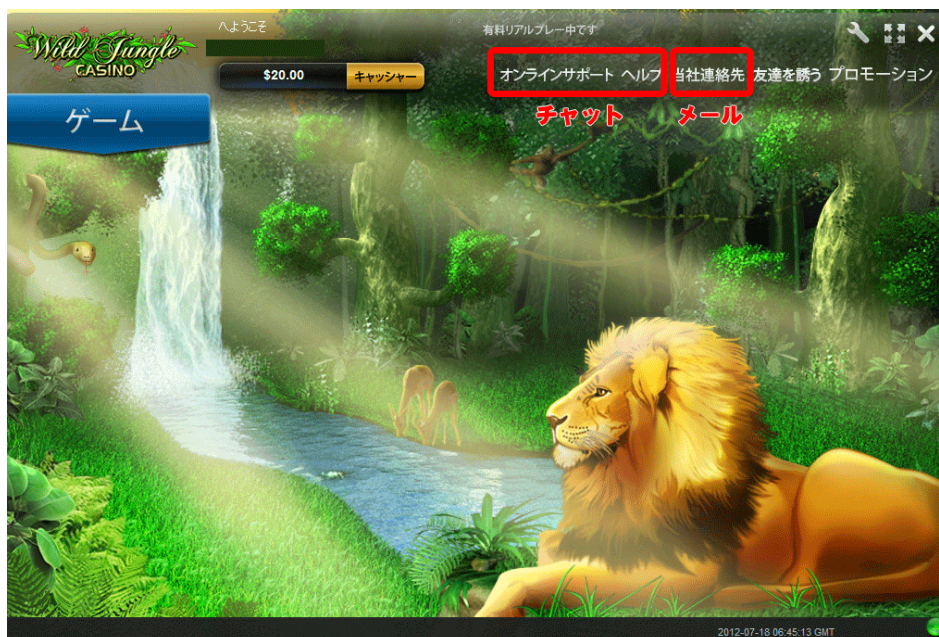 Wild Jungle
CASINO
へようこそ
有料リアルプレー中です
$20.00
キャッシャー
オンラインサポート ヘルプ 当社連絡先 友達を誘う プロモーション
チャット メール
ゲーム
2012-07-18 06:45:13 GMT